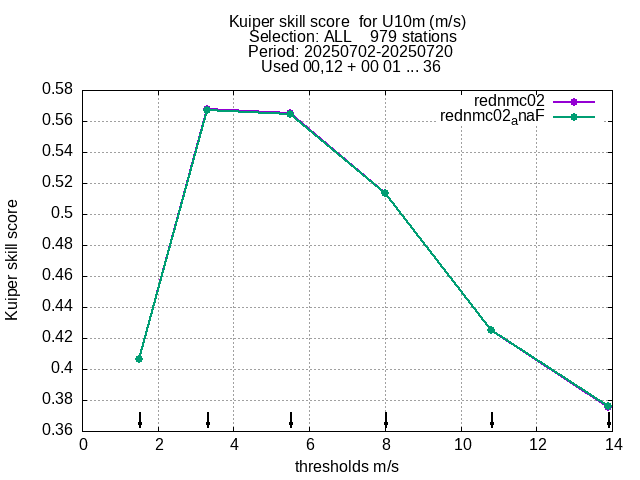 Kuiper skill score  for U10m (m/s)
Selection: ALL    979 stations
Period: 20250702-20250720
Used 00,12 + 00 01 ... 36
rednmc02
rednmc02anaF
0.58
0.56
0.54
0.52
0.5
0.48
0.46
0.44
0.42
0.4
0.38
0.36
Kuiper skill score
0 2 4 6 8 10 12 14
thresholds m/s